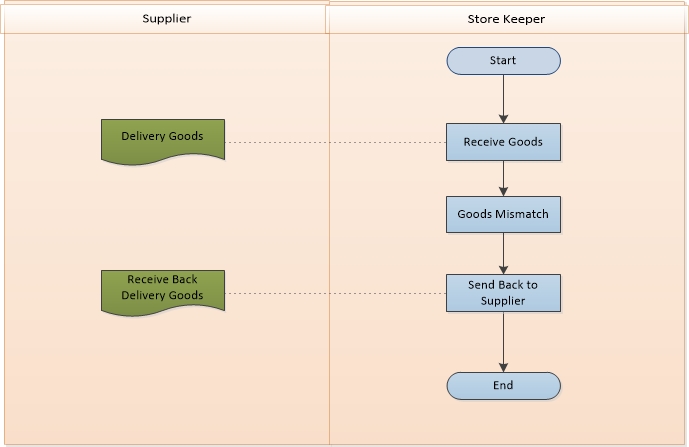 Supplier
Store Keeper
Start
Delivery Goods
Receive Goods
Goods Mismatch
Receive Back
Delivery Goods
Send Back to
Supplier
End